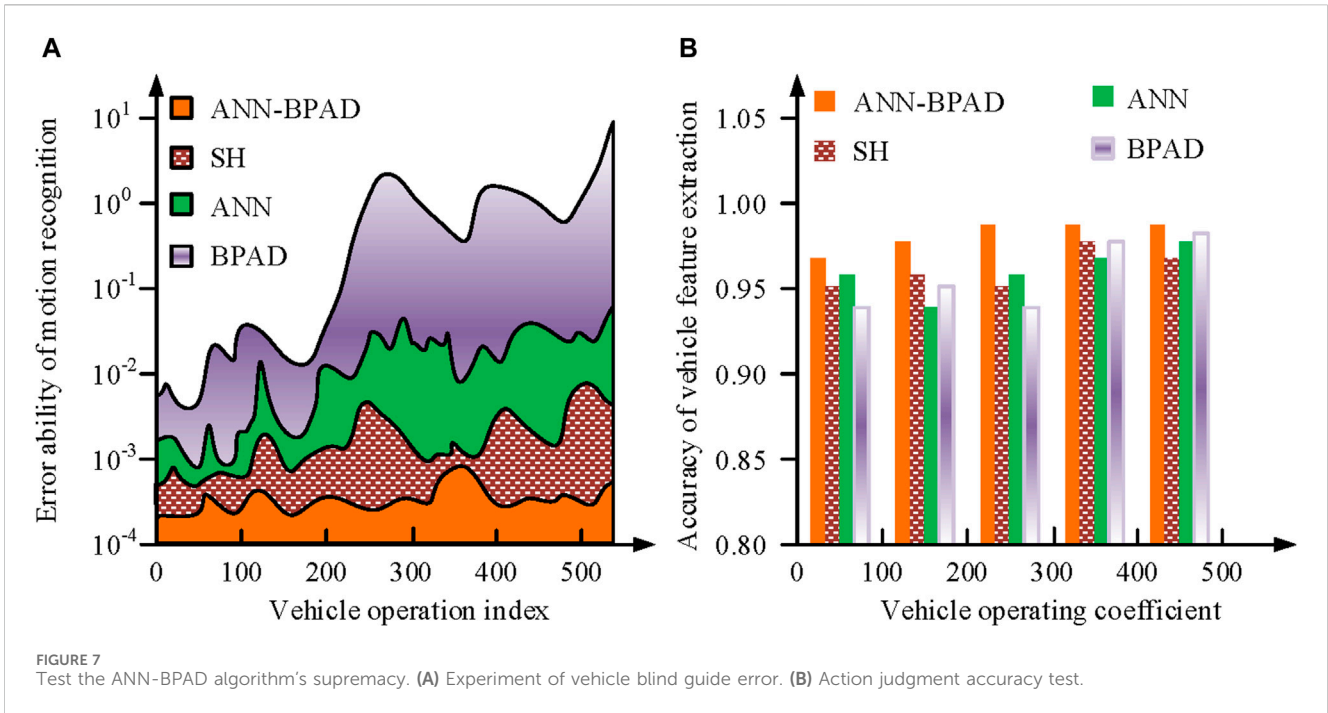 A
Error ability of motion recognition
10¹
10⁰
10⁻¹
10⁻²
10⁻³
10⁻⁴
ANN-BPAD
SH
ANN
BPAD
0 100 200 300 400 500
Vehicle operation index
B
Accuracy of vehicle feature extraction
1.05
1.00
0.95
0.90
0.85
0.80
ANN-BPAD
SH
ANN
BPAD
0 100 200 300 400 500
Vehicle operating coefficient
FIGURE 7
Test the ANN-BPAD algorithm's supremacy. (A) Experiment of vehicle blind guide error. (B) Action judgment accuracy test.